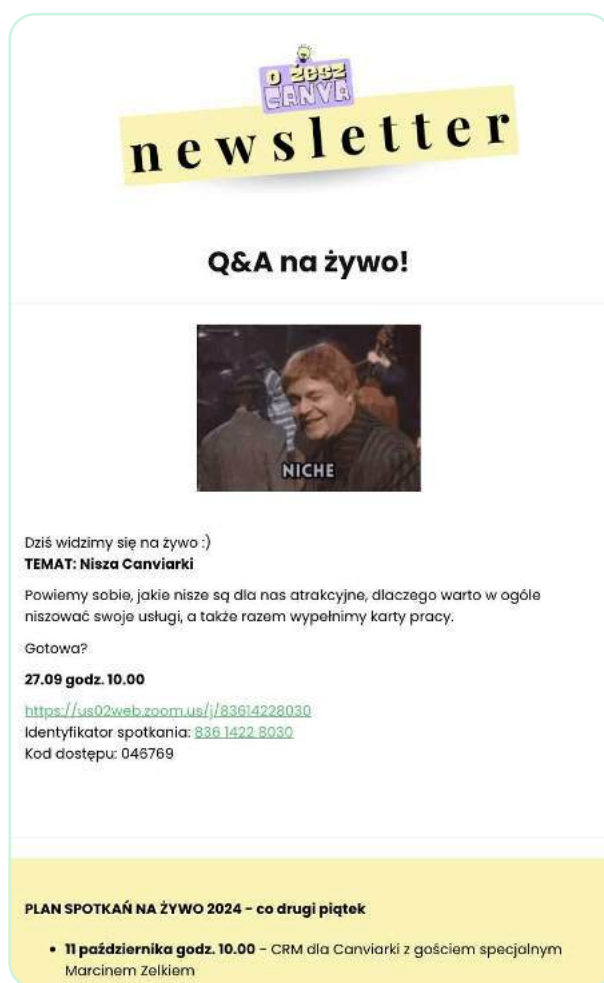 O ŻESZ
CANVA
newsletter
Q&A na żywo!
NICHE
Dziś widzimy się na żywo :)
TEMAT: Nisza Canviarki
Powiemy sobie, jakie nisze są dla nas atrakcyjne, dlaczego warto w ogóle
niszować swoje usługi, a także razem wypełnimy karty pracy.
Gotowa?
27.09 godz. 10.00
https://us02web.zoom.us/j/83614228030
Identyfikator spotkania: 836 1422 8030
Kod dostępu: 046769
PLAN SPOTKAŃ NA ŻYWO 2024 - co drugi piątek
• 11 października godz. 10.00 - CRM dla Canviarki z gościem specjalnym
Marcinem Zelkiem